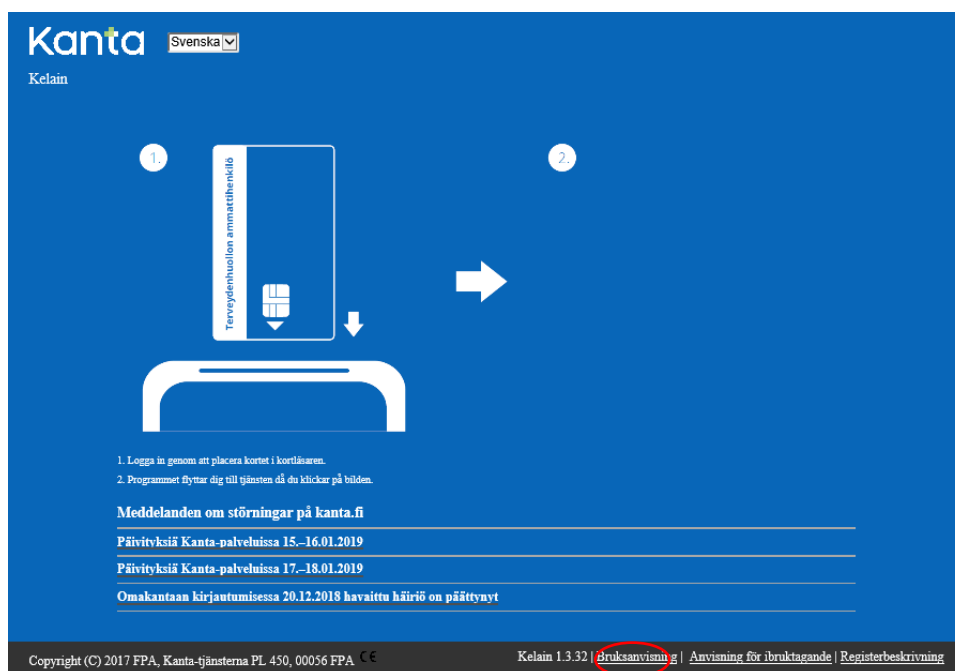 Kanta Svenska
Kelain
1.
2.
Terveydenhuollon ammattihenkilö
1. Logga in genom att placera kortet i kortläsaren.
2. Programmet flyttar dig till tjänsten då du klickar på bilden.
Meddelanden om störningar på kanta.fi
Päivityksiä Kanta-palveluissa 15.–16.01.2019
Päivityksiä Kanta-palveluissa 17.–18.01.2019
Omakantaan kirjautumisessa 20.12.2018 havaittu häiriö on päättynyt
Copyright (C) 2017 FPA, Kanta-tjänsterna PL 450, 00056 FPA CE
Kelain 1.3.32 | Bruksanvisning | Anvisning för ibruktagande | Registerbeskrivning